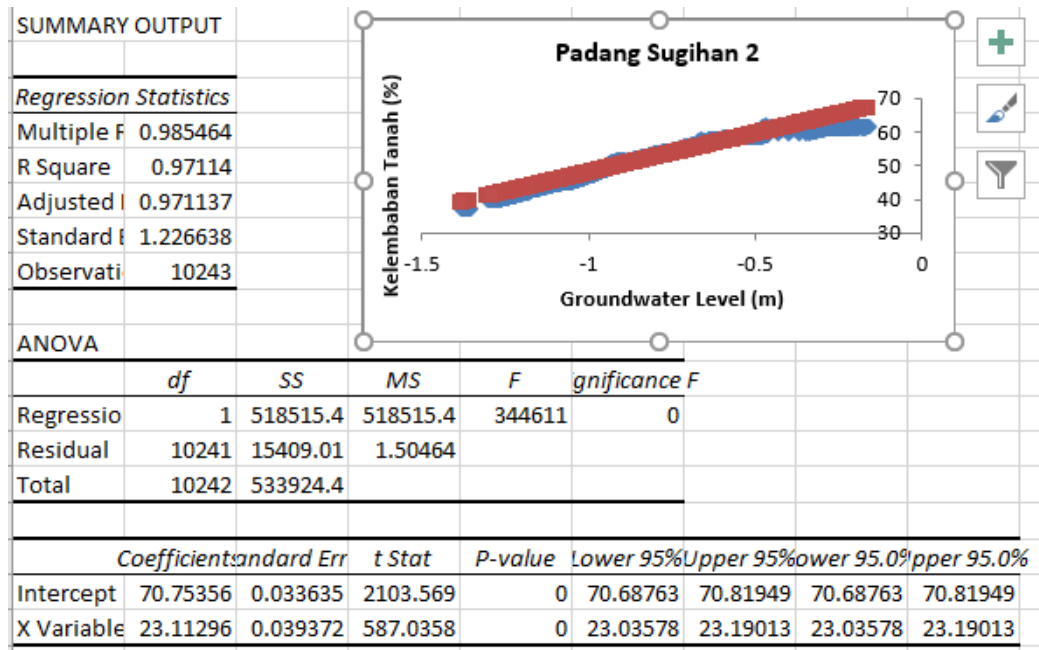 SUMMARY OUTPUT
Padang Sugihan 2
Kelembaban Tanah (%)
70
60
50
40
30
-1.5 -1 -0.5 0
Groundwater Level (m)
Regression Statistics
Multiple F 0.985464
R Square 0.97114
Adjusted 0.971137
Standard E 1.226638
Observati 10243
ANOVA
df SS MS F gnificance F
Regressio 1 518515.4 518515.4 344611 0
Residual 10241 15409.01 1.50464
Total 10242 533924.4
Coefficients andard Err t Stat P-value Lower 95% Upper 95% ower 95.0% pper 95.0%
Intercept 70.75356 0.033635 2103.569 0 70.68763 70.81949 70.68763 70.81949
X Variable 23.11296 0.039372 587.0358 0 23.03578 23.19013 23.03578 23.19013